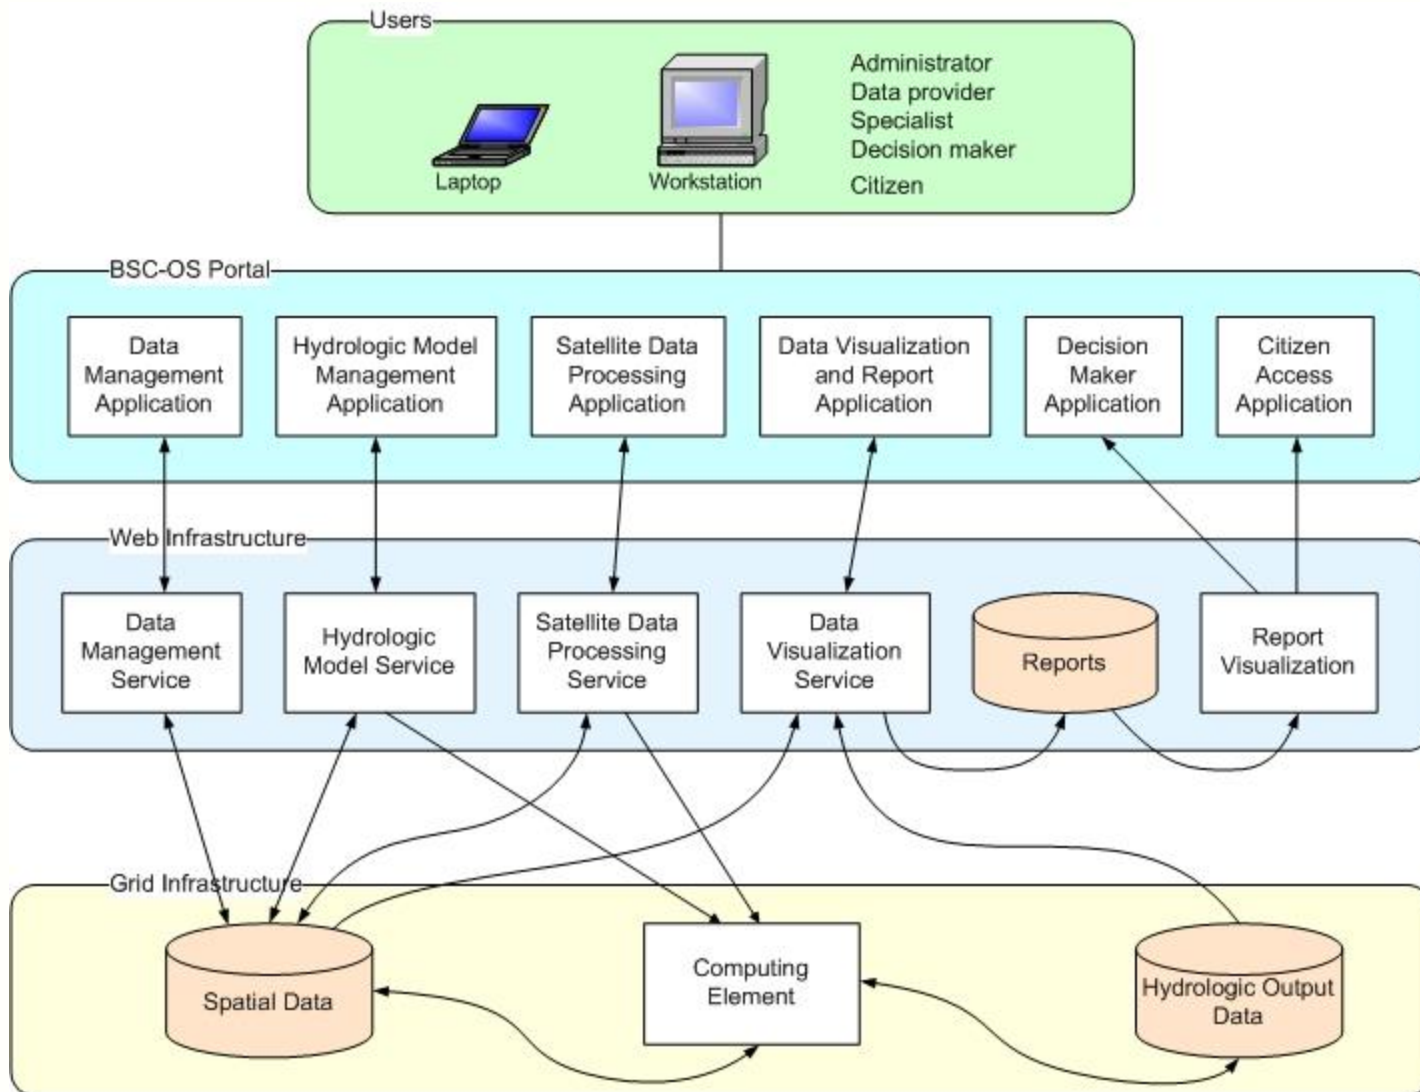 Users
Administrator
Data provider
Specialist
Decision maker
Citizen
Laptop
Workstation
BSC-OS Portal
Data
Management
Application
Hydrologic Model
Management
Application
Satellite Data
Processing
Application
Data Visualization
and Report
Application
Decision
Maker
Application
Citizen
Access
Application
Web Infrastructure
Data
Management
Service
Hydrologic
Model Service
Satellite Data
Processing
Service
Data
Visualization
Service
Reports
Report
Visualization
Grid Infrastructure
Spatial Data
Computing
Element
Hydrologic Output
Data